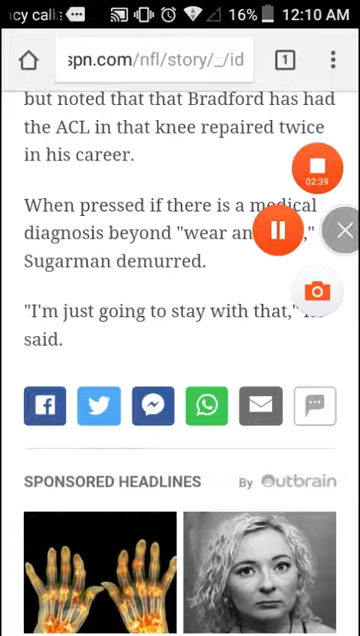 ncy calls
16% 12:10 AM
spn.com/nfl/story/_/id
1
but noted that that Bradford has had
the ACL in that knee repaired twice
in his career.
02:39
When pressed if there is a medical
diagnosis beyond "wear an ,"
Sugarman demurred.
"I'm just going to stay with that,"
said.
SPONSORED HEADLINES By Outbrain